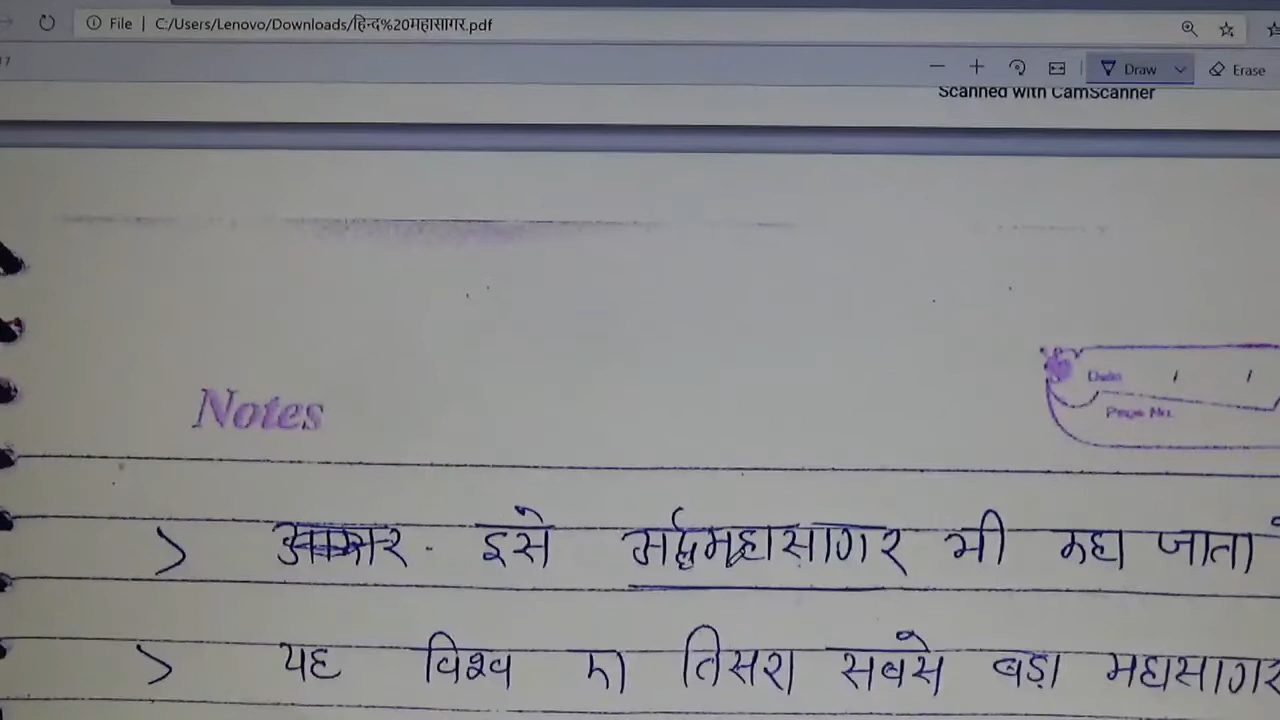 File | C:/Users/Lenovo/Downloads/हिन्द%20महासागर.pdf
17
Draw
Erase
Scanned with CamScanner
Notes
Date / /
Page No.
> इसे अर्द्धमहासागर भी कहा जाता
> यह विश्व का तिसरा सबसे बड़ा महासागर